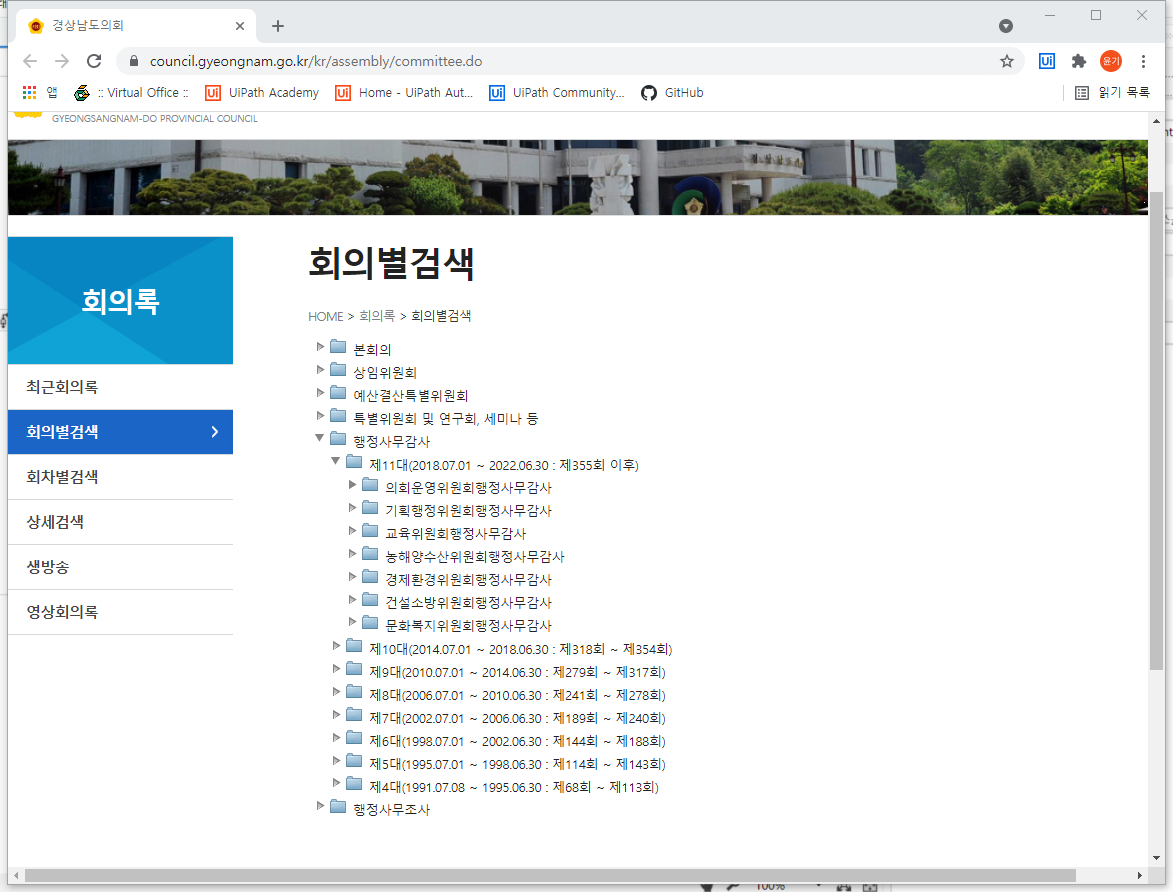 경상남도의회
council.gyeongnam.go.kr/kr/assembly/committee.do
윤기
앱
:: Virtual Office ::
UiPath Academy
Home - UiPath Aut...
UiPath Community...
GitHub
읽기 목록
GYEONGSANGNAM-DO PROVINCIAL COUNCIL
회의록
최근회의록
회의별검색
회차별검색
상세검색
생방송
영상회의록
회의별검색
HOME > 회의록 > 회의별검색
본회의
상임위원회
예산결산특별위원회
특별위원회 및 연구회, 세미나 등
행정사무감사
제11대(2018.07.01 ~ 2022.06.30 : 제355회 이후)
의회운영위원회행정사무감사
기획행정위원회행정사무감사
교육위원회행정사무감사
농해양수산위원회행정사무감사
경제환경위원회행정사무감사
건설소방위원회행정사무감사
문화복지위원회행정사무감사
제10대(2014.07.01 ~ 2018.06.30 : 제318회 ~ 제354회)
제9대(2010.07.01 ~ 2014.06.30 : 제279회 ~ 제317회)
제8대(2006.07.01 ~ 2010.06.30 : 제241회 ~ 제278회)
제7대(2002.07.01 ~ 2006.06.30 : 제189회 ~ 제240회)
제6대(1998.07.01 ~ 2002.06.30 : 제144회 ~ 제188회)
제5대(1995.07.01 ~ 1998.06.30 : 제114회 ~ 제143회)
제4대(1991.07.08 ~ 1995.06.30 : 제68회 ~ 제113회)
행정사무조사
100%